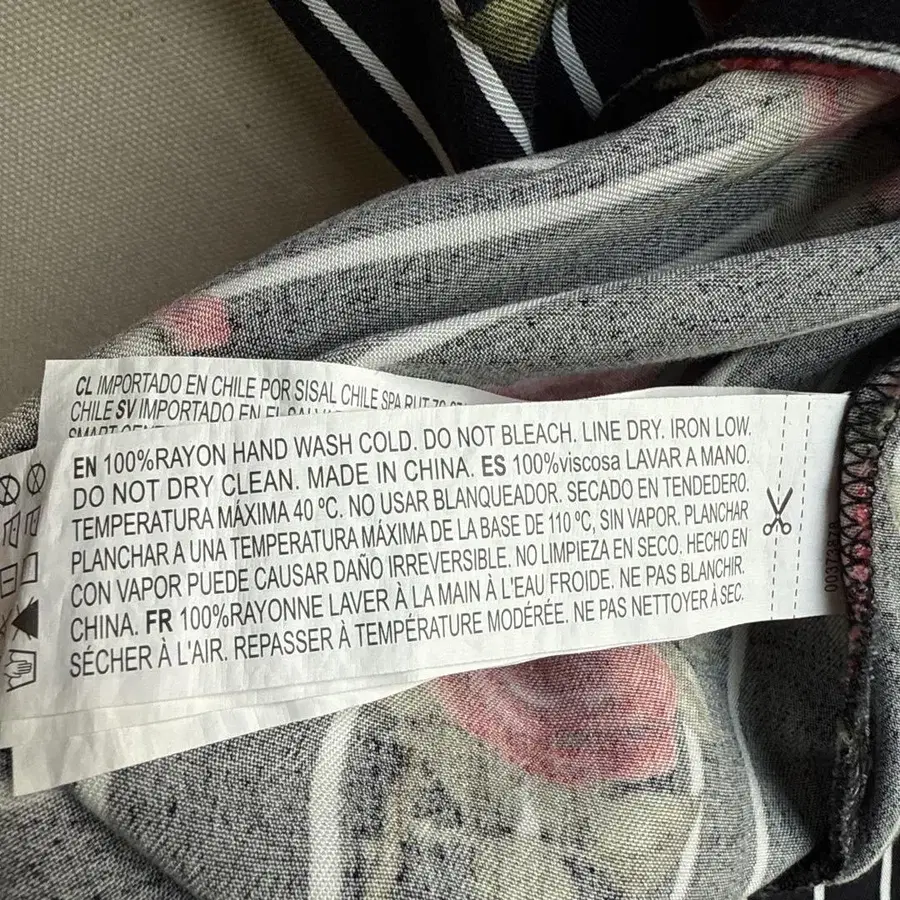 CL IMPORTADO EN CHILE POR SISAL CHILE SPA RUT
CHILE SV IMPORTADO EN EL
EN 100%RAYON HAND WASH COLD. DO NOT BLEACH. LINE DRY. IRON LOW.
DO NOT DRY CLEAN. MADE IN CHINA. ES 100%viscosa LAVAR A MANO.
TEMPERATURA MÁXIMA 40 ºC. NO USAR BLANQUEADOR. SECADO EN TENDEDERO.
PLANCHAR A UNA TEMPERATURA MÁXIMA DE LA BASE DE 110 ºC, SIN VAPOR. PLANCHAR
CON VAPOR PUEDE CAUSAR DAÑO IRREVERSIBLE. NO LIMPIEZA EN SECO. HECHO EN
CHINA. FR 100%RAYONNE LAVER À LA MAIN À L'EAU FROIDE. NE PAS BLANCHIR.
SÉCHER À L'AIR. REPASSER À TEMPÉRATURE MODÉRÉE. NE PAS NETTOYER À SEC.